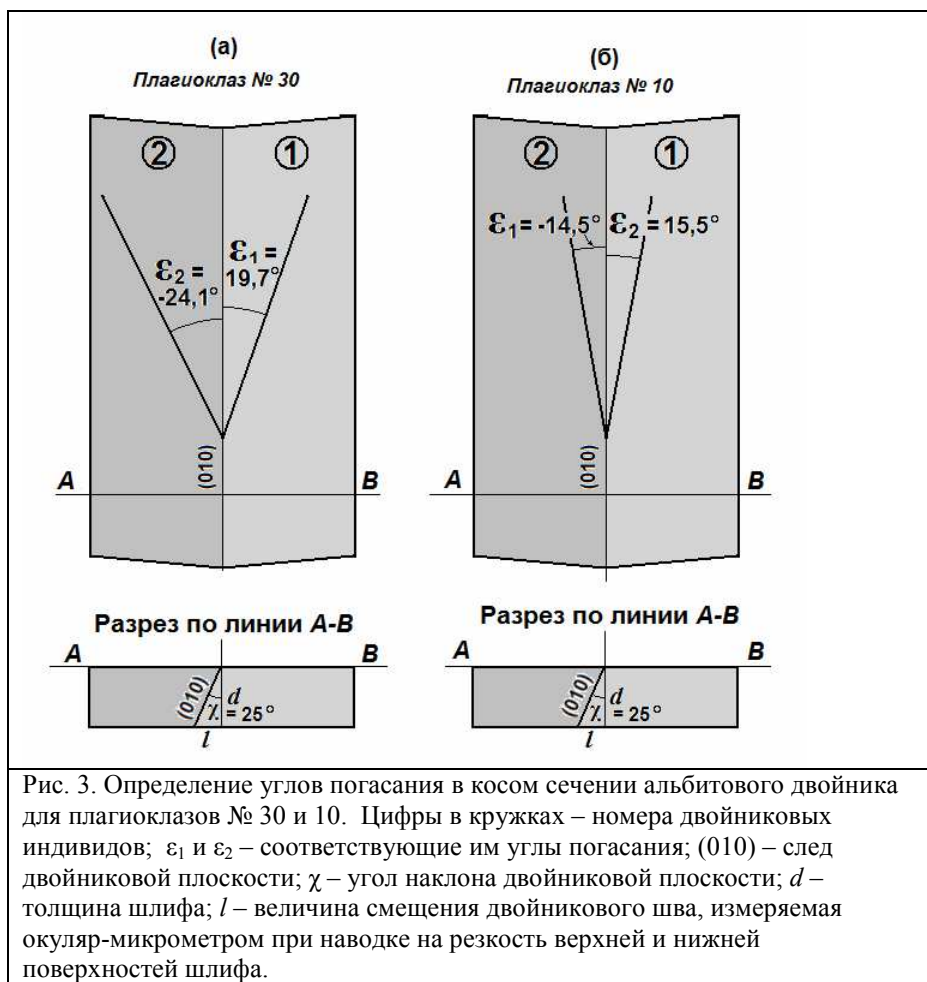 (а)
Плагиоклаз № 30
② ①
ε₂ =
-24,1°
ε₁ =
19,7°
(010)
A B
Разрез по линии A-B
A B
(010)
χ
d
= 25°
l
(б)
Плагиоклаз № 10
② ①
ε₁ = -14,5° ε₂ = 15,5°
(010)
A B
Разрез по линии A-B
A B
(010)
χ
d
= 25°
l
Рис. 3. Определение углов погасания в косом сечении альбитового двойника
для плагиоклазов № 30 и 10. Цифры в кружках – номера двойниковых
индивидов; ε₁ и ε₂ – соответствующие им углы погасания; (010) – след
двойниковой плоскости; χ – угол наклона двойниковой плоскости; d –
толщина шлифа; l – величина смещения двойникового шва, измеряемая
окуляр-микрометром при наводке на резкость верхней и нижней
поверхностей шлифа.